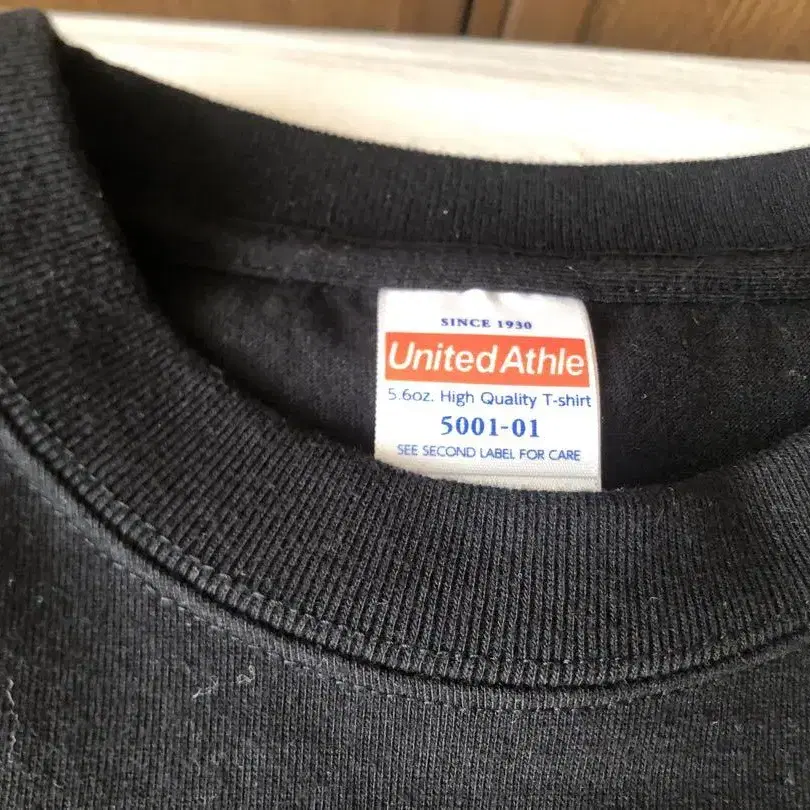 SINCE 1930
United Athle
5.6oz. High Quality T-shirt
5001-01
SEE SECOND LABEL FOR CARE